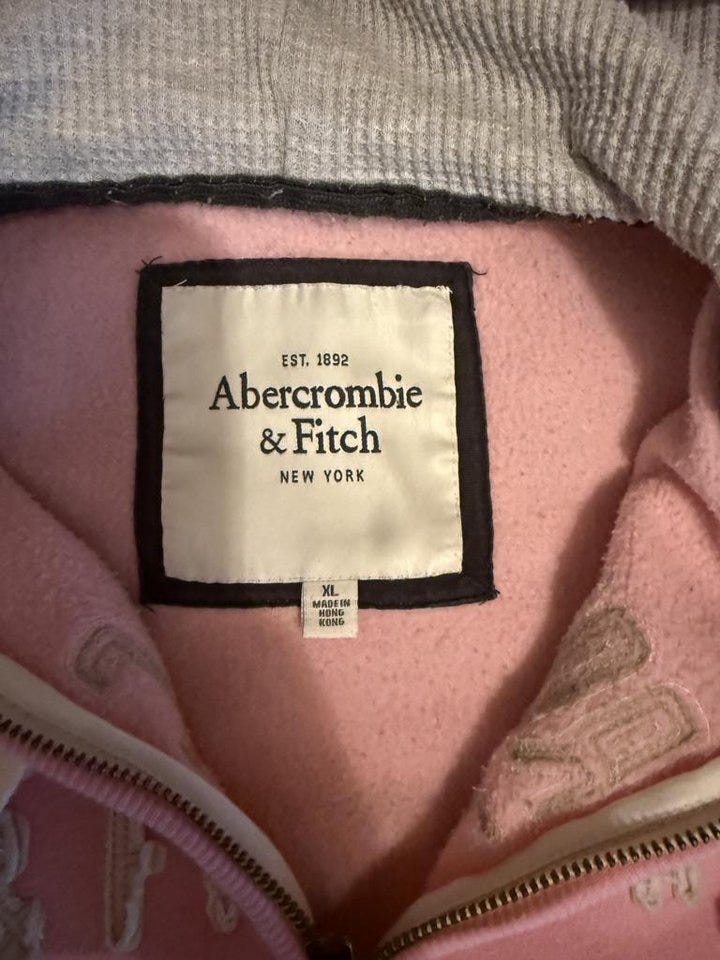 EST. 1892
Abercrombie
& Fitch
NEW YORK
XL
MADE IN
HONG
KONG